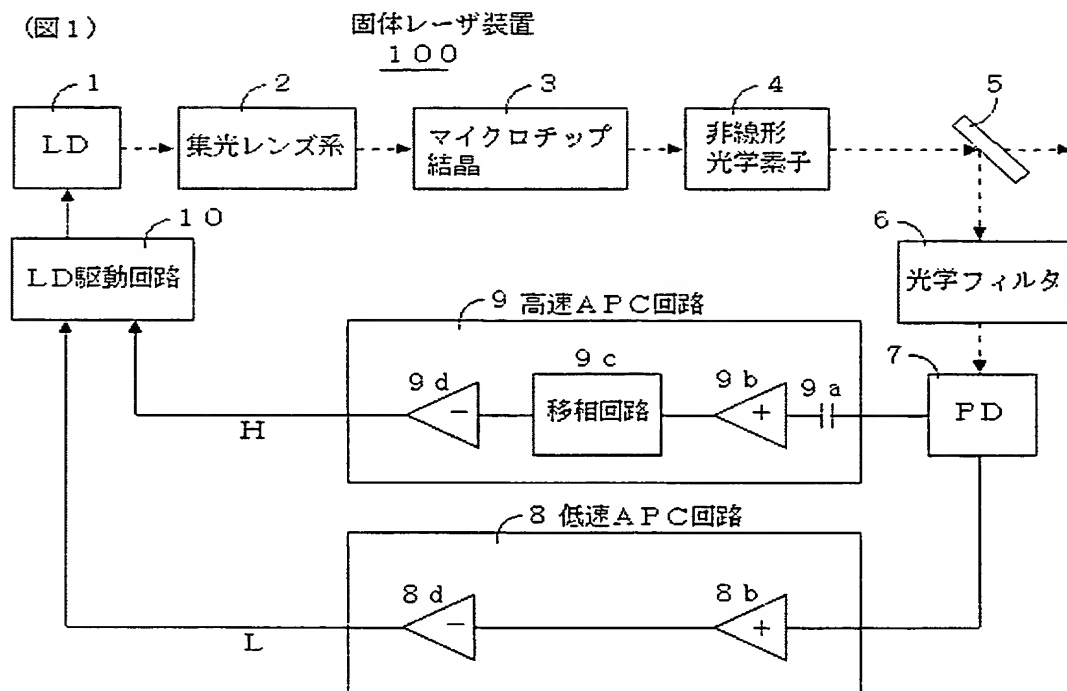 (図1)
固体レーザ装置
100
1
2
3
4
5
LD
集光レンズ系
マイクロチップ
結晶
非線形
光学素子
10
LD駆動回路
6
光学フィルタ
9 高速APC回路
9d
9c
9b
9a
7
−
移相回路
+
PD
H
8 低速APC回路
8d
8b
−
+
L